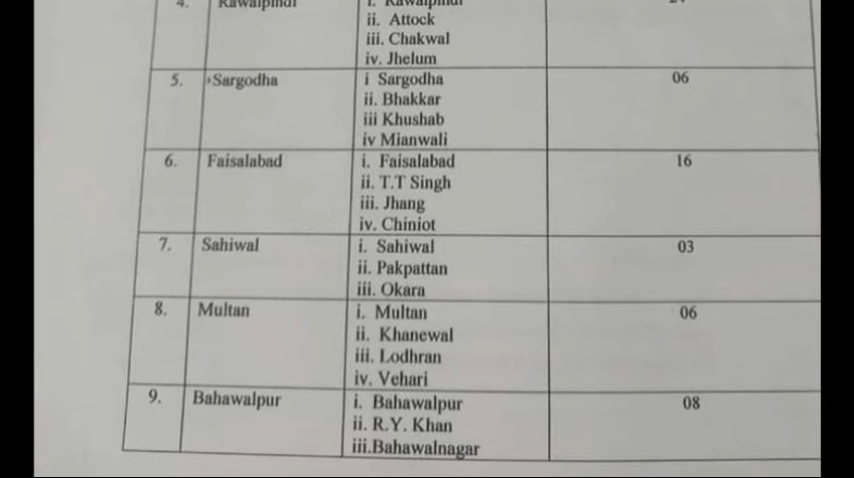 4. Rawalpindi i. Rawalpindi
ii. Attock
iii. Chakwal
iv. Jhelum
5. Sargodha i Sargodha 06
ii. Bhakkar
iii Khushab
iv Mianwali
6. Faisalabad i. Faisalabad 16
ii. T.T Singh
iii. Jhang
iv. Chiniot
7. Sahiwal i. Sahiwal 03
ii. Pakpattan
iii. Okara
8. Multan i. Multan 06
ii. Khanewal
iii. Lodhran
iv. Vehari
9. Bahawalpur i. Bahawalpur 08
ii. R.Y. Khan
iii.Bahawalnagar